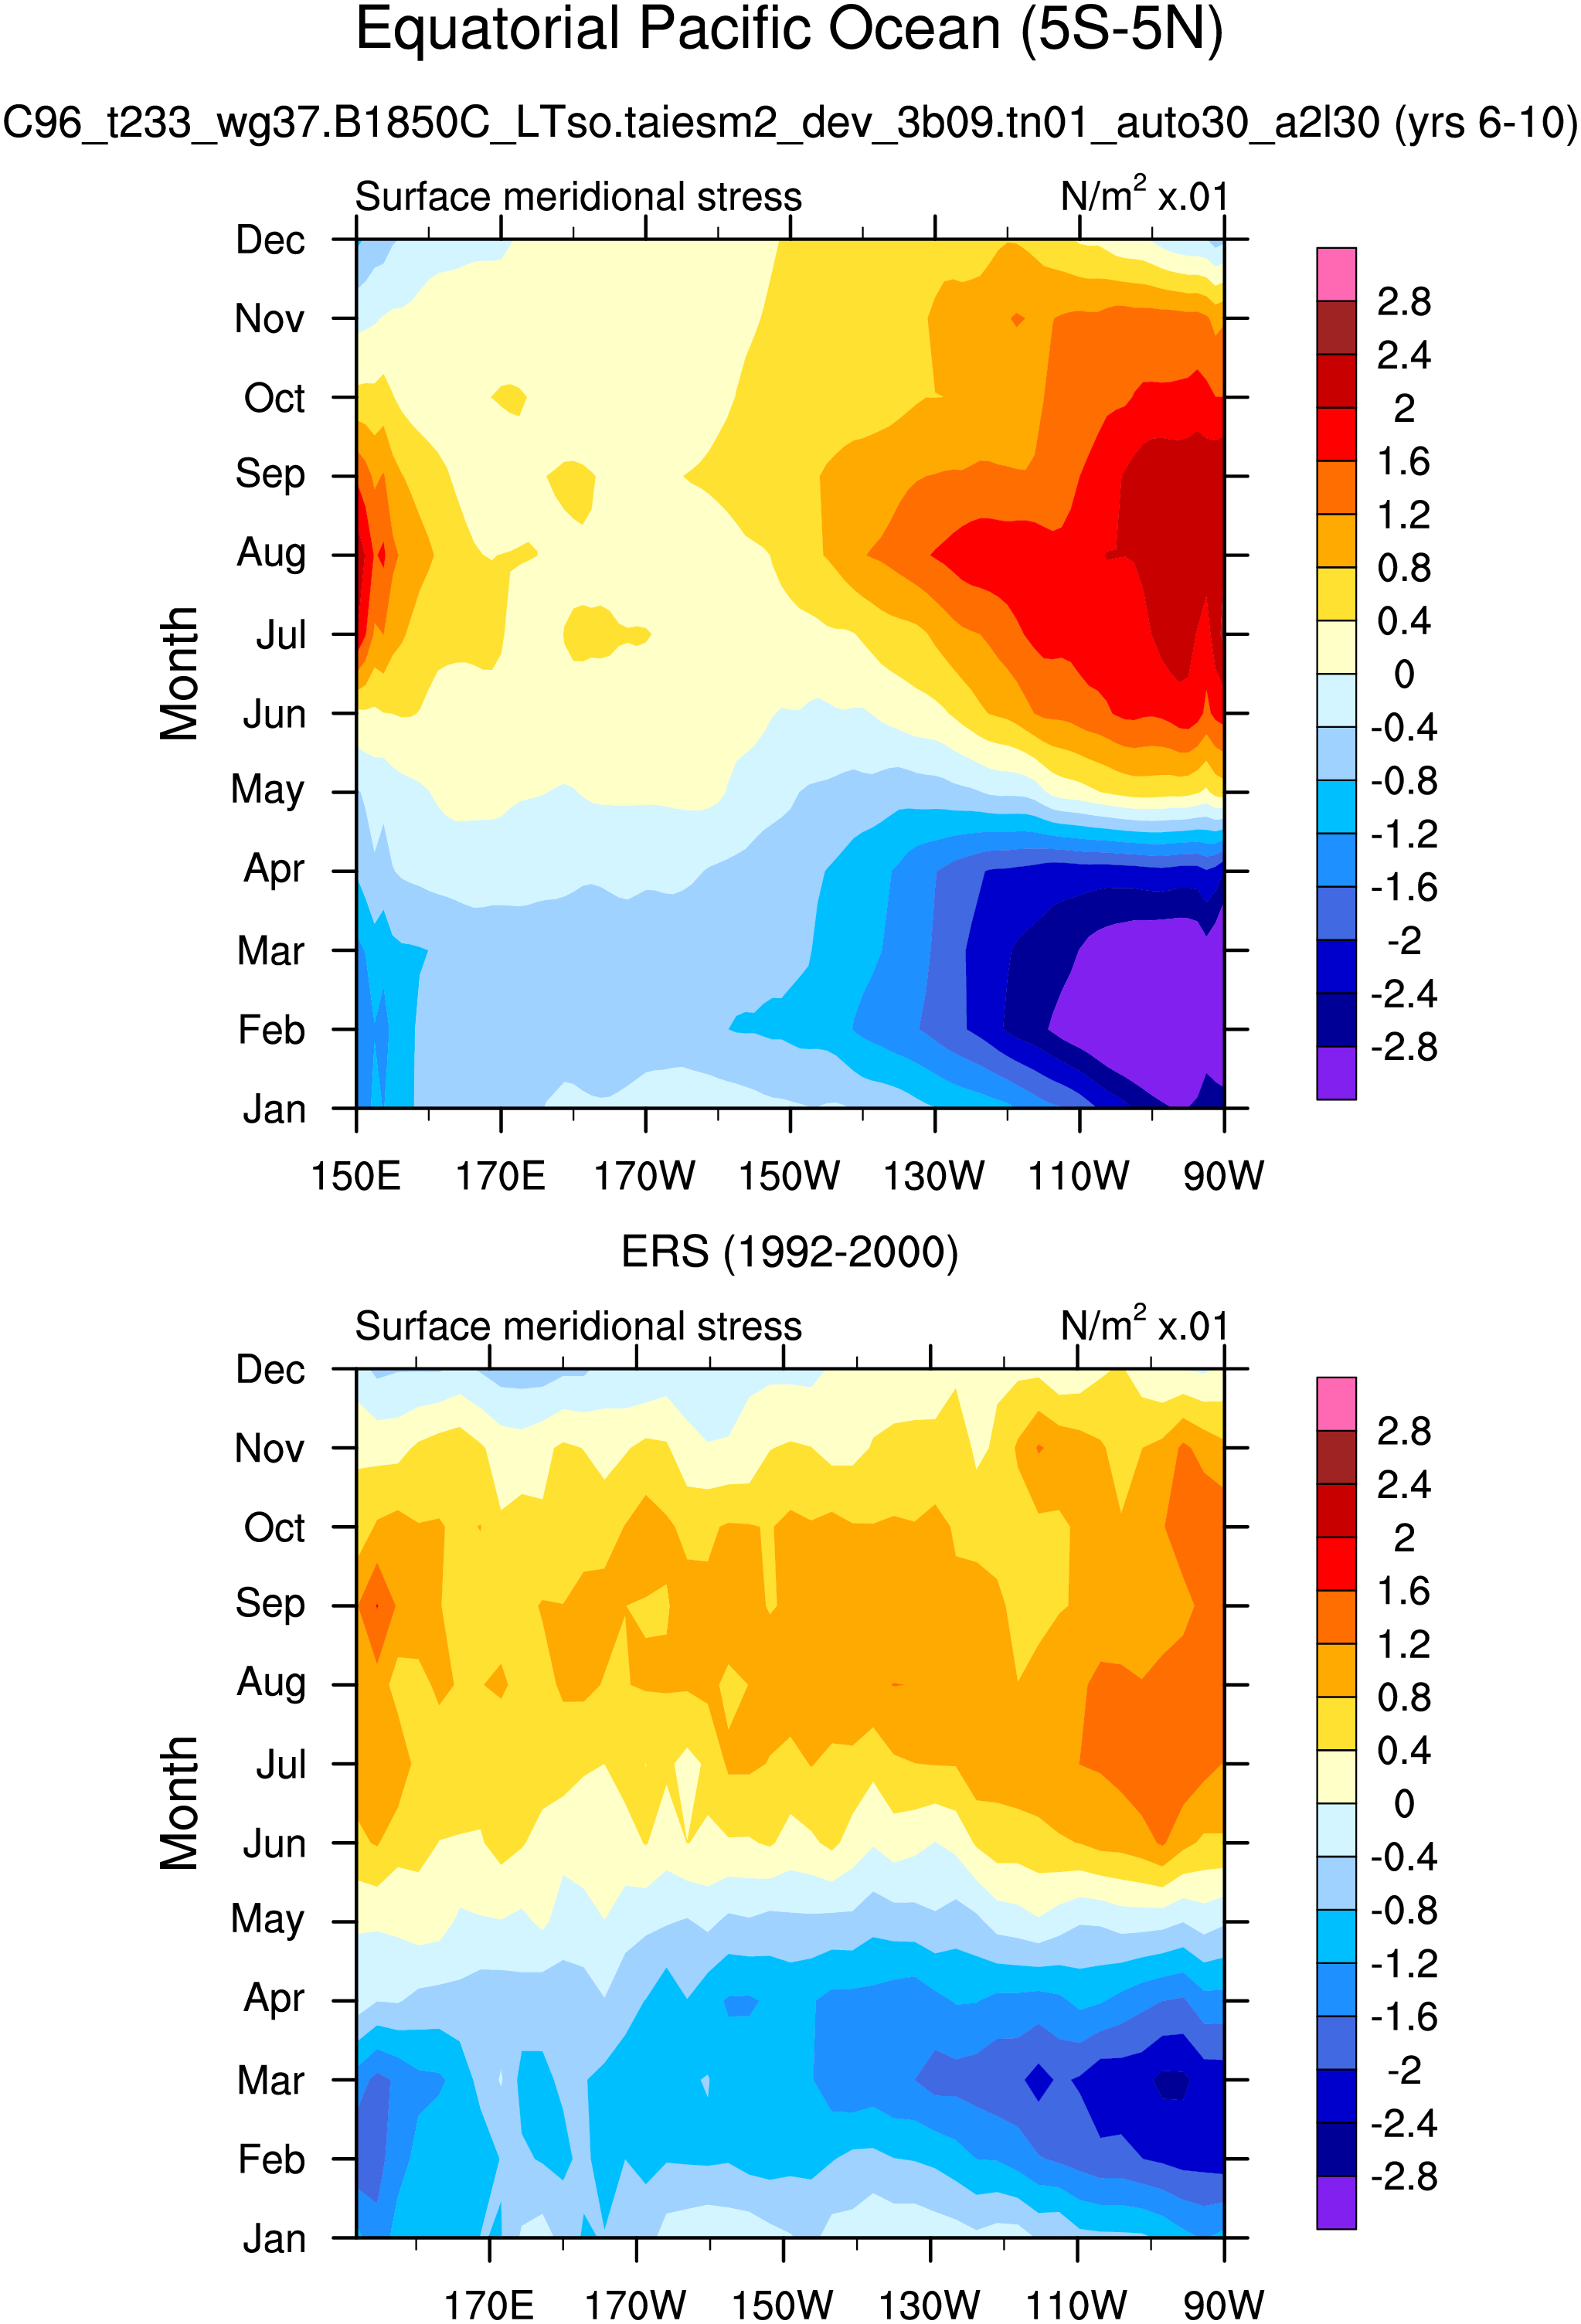 Equatorial Pacific Ocean (5S-5N)
C96_t233_wg37.B1850C_LTso.taiesm2_dev_3b09.tn01_auto30_a2l30 (yrs 6-10)
Surface meridional stress N/m² x.01
Dec
Nov
Oct
Sep
Aug
Jul
Jun
May
Apr
Mar
Feb
Jan
Month
150E 170E 170W 150W 130W 110W 90W
2.8
2.4
2
1.6
1.2
0.8
0.4
0
-0.4
-0.8
-1.2
-1.6
-2
-2.4
-2.8
ERS (1992-2000)
Surface meridional stress N/m² x.01
Dec
Nov
Oct
Sep
Aug
Jul
Jun
May
Apr
Mar
Feb
Jan
Month
170E 170W 150W 130W 110W 90W
2.8
2.4
2
1.6
1.2
0.8
0.4
0
-0.4
-0.8
-1.2
-1.6
-2
-2.4
-2.8